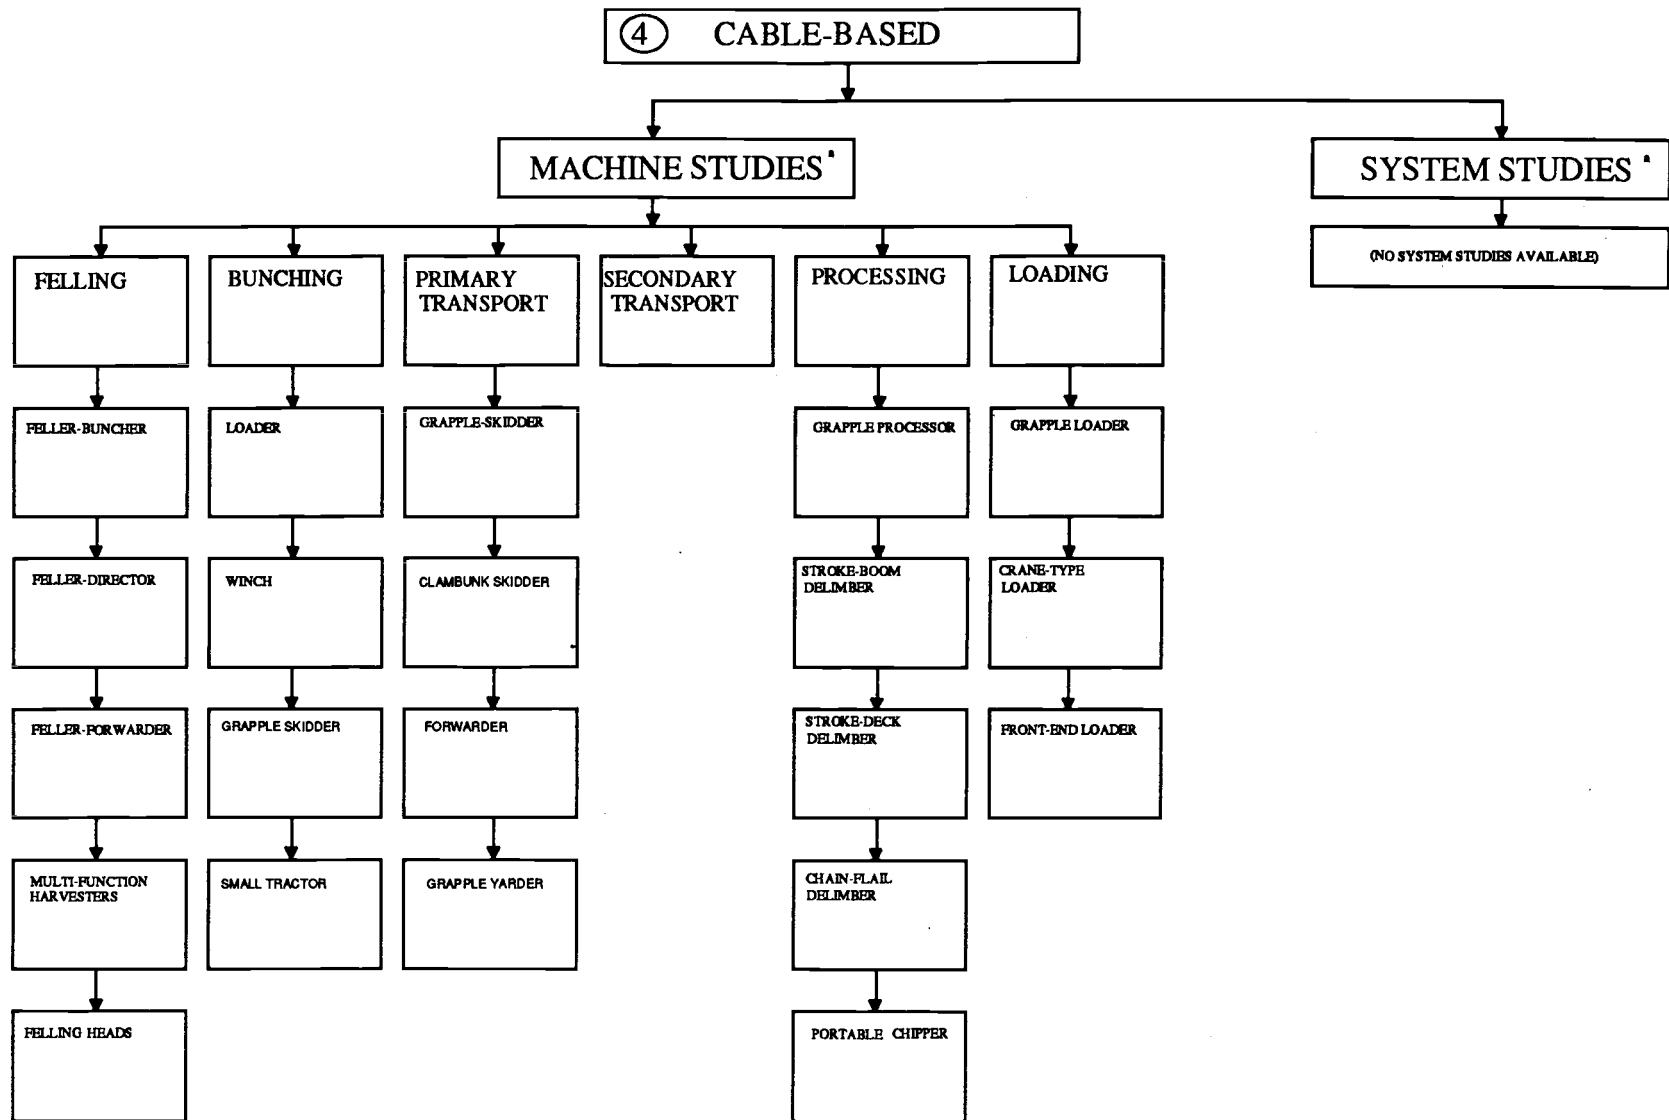 4 CABLE-BASED
MACHINE STUDIES a
SYSTEM STUDIES a
(NO SYSTEM STUDIES AVAILABLE)
FELLING
BUNCHING
PRIMARY
TRANSPORT
SECONDARY
TRANSPORT
PROCESSING
LOADING
FELLER-BUNCHER
LOADER
GRAPPLE-SKIDDER
GRAPPLE PROCESSOR
GRAPPLE LOADER
FELLER-DIRECTOR
WINCH
CLAMBUNK SKIDDER
STROKE-BOOM
DELIMBER
CRANE-TYPE
LOADER
FELLER-FORWARDER
GRAPPLE SKIDDER
FORWARDER
STROKE-DECK
DELIMBER
FRONT-END LOADER
MULTI-FUNCTION
HARVESTERS
SMALL TRACTOR
GRAPPLE YARDER
CHAIN-FLAIL
DELIMBER
FELLING HEADS
PORTABLE CHIPPER